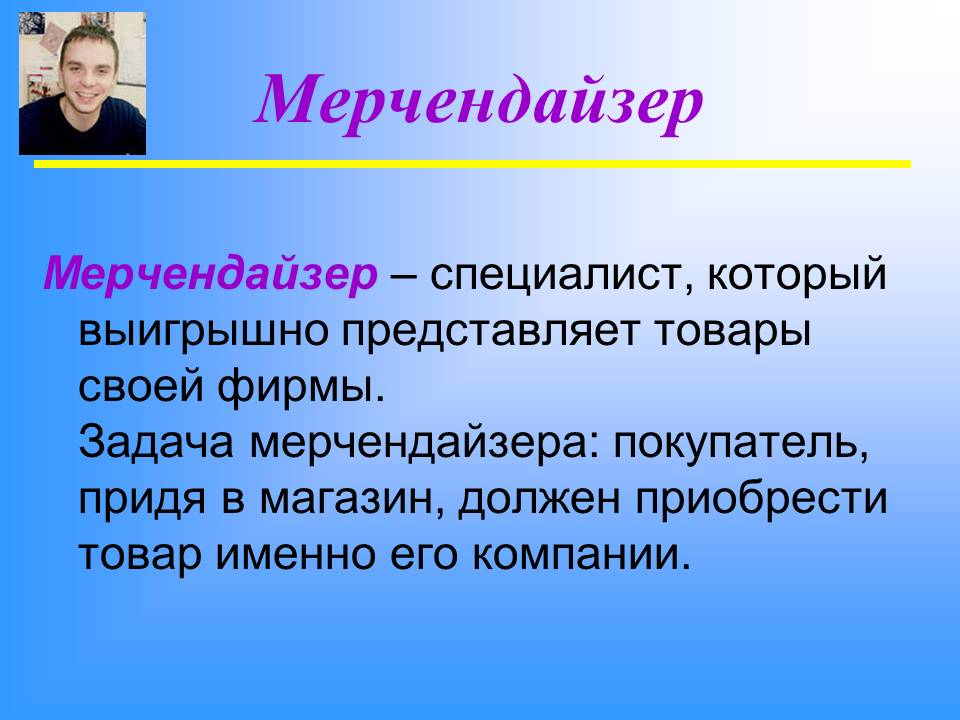 Мерчендайзер
Мерчендайзер – специалист, который
выигрышно представляет товары
своей фирмы.
Задача мерчендайзера: покупатель,
придя в магазин, должен приобрести
товар именно его компании.